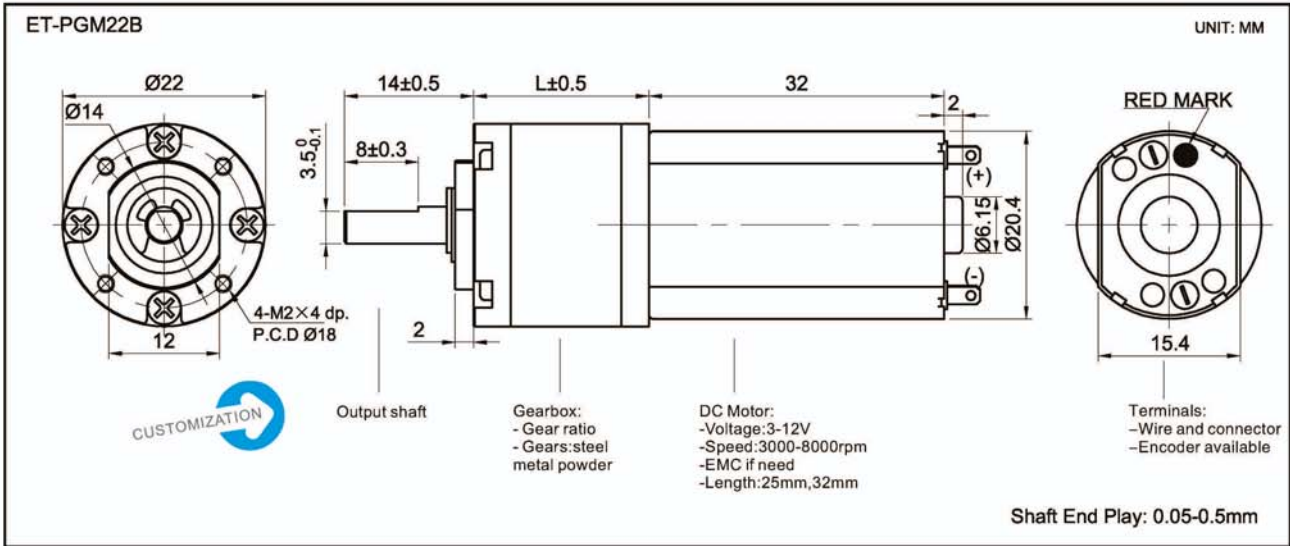 ET-PGM22B
UNIT: MM
Ø22
Ø14
4-M2×4 dp.
P.C.D Ø18
12
14±0.5
L±0.5
32
2
8±0.3
3.5 0 -0.1
2
(+)
Ø6.15
Ø20.4
(-)
RED MARK
15.4
CUSTOMIZATION
Output shaft
Gearbox:
- Gear ratio
- Gears:steel
metal powder
DC Motor:
-Voltage:3-12V
-Speed:3000-8000rpm
-EMC if need
-Length:25mm,32mm
Terminals:
–Wire and connector
–Encoder available
Shaft End Play: 0.05-0.5mm